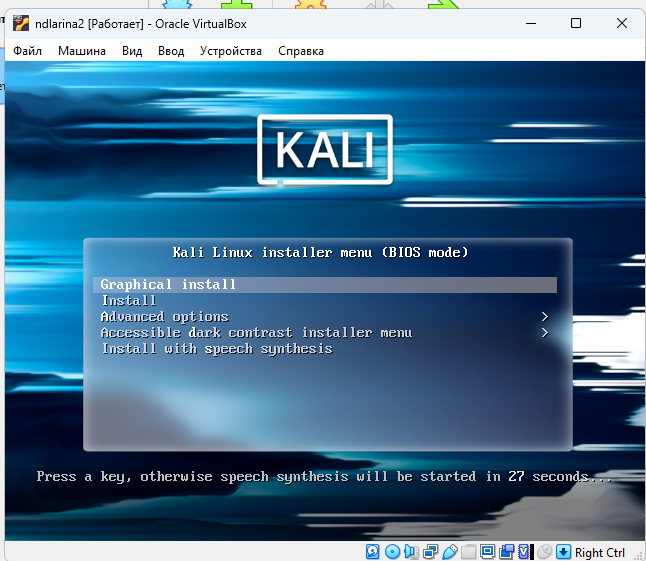 ndlarina2 [Работает] - Oracle VirtualBox
Файл Машина Вид Ввод Устройства Справка
KALI
Kali Linux installer menu (BIOS mode)
Graphical install
Install
Advanced options >
Accessible dark contrast installer menu >
Install with speech synthesis
Press a key, otherwise speech synthesis will be started in 27 seconds...
Right Ctrl